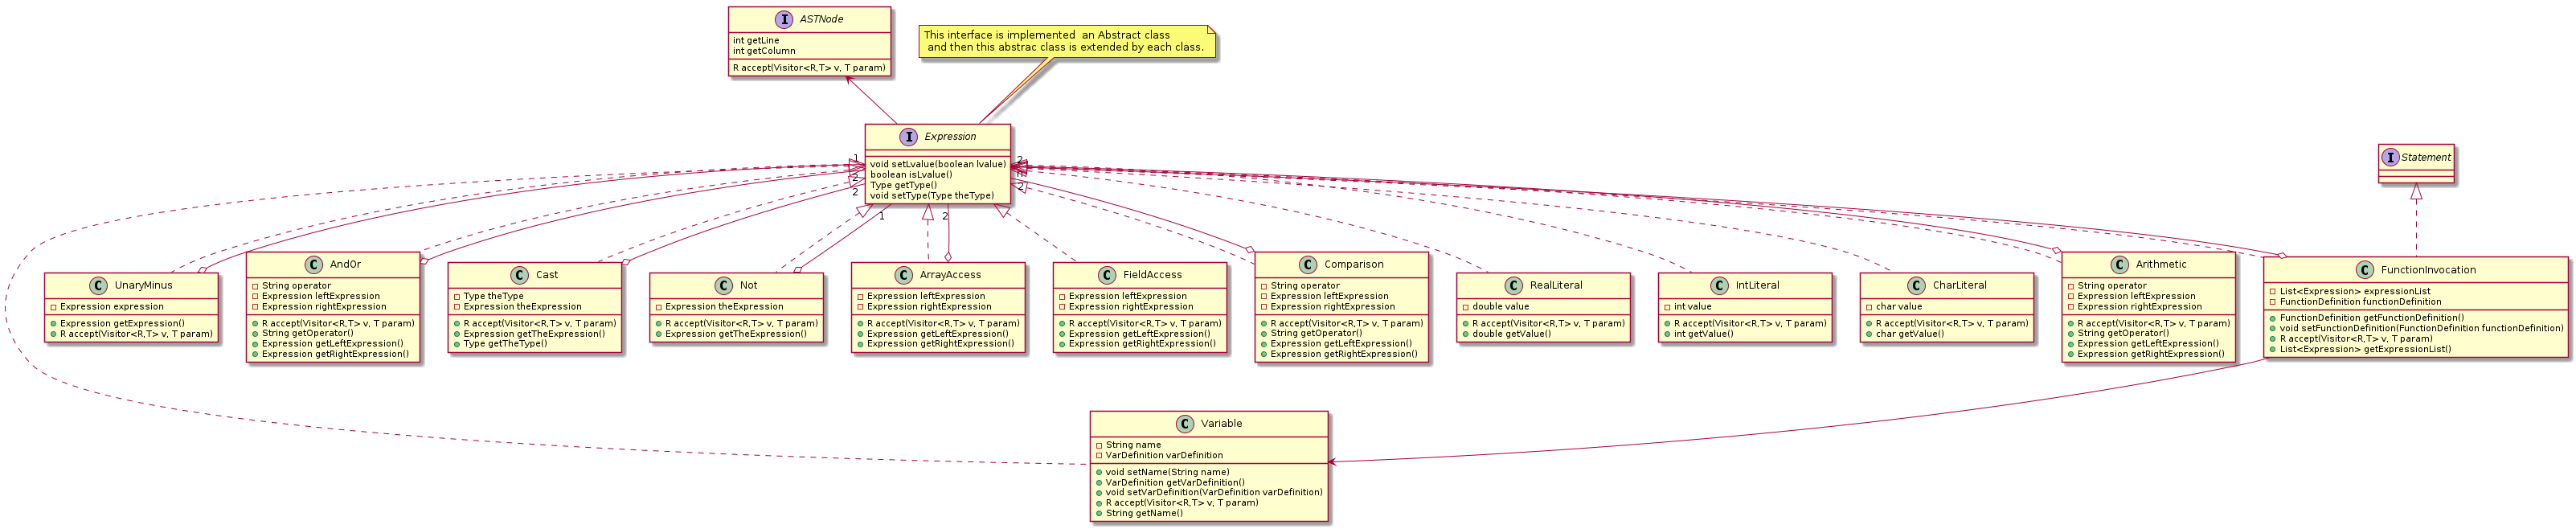 I ASTNode
int getLine
int getColumn
R accept(Visitor<R,T> v, T param)
This interface is implemented  an Abstract class
and then this abstrac class is extended by each class.
I Expression
void setLvalue(boolean lvalue)
boolean isLvalue()
Type getType()
void setType(Type theType)
I Statement
1
2
2
1
2
2
n
2
C UnaryMinus
Expression expression
Expression getExpression()
R accept(Visitor<R,T> v, T param)
C AndOr
String operator
Expression leftExpression
Expression rightExpression
R accept(Visitor<R,T> v, T param)
String getOperator()
Expression getLeftExpression()
Expression getRightExpression()
C Cast
Type theType
Expression theExpression
R accept(Visitor<R,T> v, T param)
Expression getTheExpression()
Type getTheType()
C Not
Expression theExpression
R accept(Visitor<R,T> v, T param)
Expression getTheExpression()
C ArrayAccess
Expression leftExpression
Expression rightExpression
R accept(Visitor<R,T> v, T param)
Expression getLeftExpression()
Expression getRightExpression()
C FieldAccess
Expression leftExpression
Expression rightExpression
R accept(Visitor<R,T> v, T param)
Expression getLeftExpression()
Expression getRightExpression()
C Comparison
String operator
Expression leftExpression
Expression rightExpression
R accept(Visitor<R,T> v, T param)
String getOperator()
Expression getLeftExpression()
Expression getRightExpression()
C RealLiteral
double value
R accept(Visitor<R,T> v, T param)
double getValue()
C IntLiteral
int value
R accept(Visitor<R,T> v, T param)
int getValue()
C CharLiteral
char value
R accept(Visitor<R,T> v, T param)
char getValue()
C Arithmetic
String operator
Expression leftExpression
Expression rightExpression
R accept(Visitor<R,T> v, T param)
String getOperator()
Expression getLeftExpression()
Expression getRightExpression()
C FunctionInvocation
List<Expression> expressionList
FunctionDefinition functionDefinition
FunctionDefinition getFunctionDefinition()
void setFunctionDefinition(FunctionDefinition functionDefinition)
R accept(Visitor<R,T> v, T param)
List<Expression> getExpressionList()
C Variable
String name
VarDefinition varDefinition
void setName(String name)
VarDefinition getVarDefinition()
void setVarDefinition(VarDefinition varDefinition)
R accept(Visitor<R,T> v, T param)
String getName()